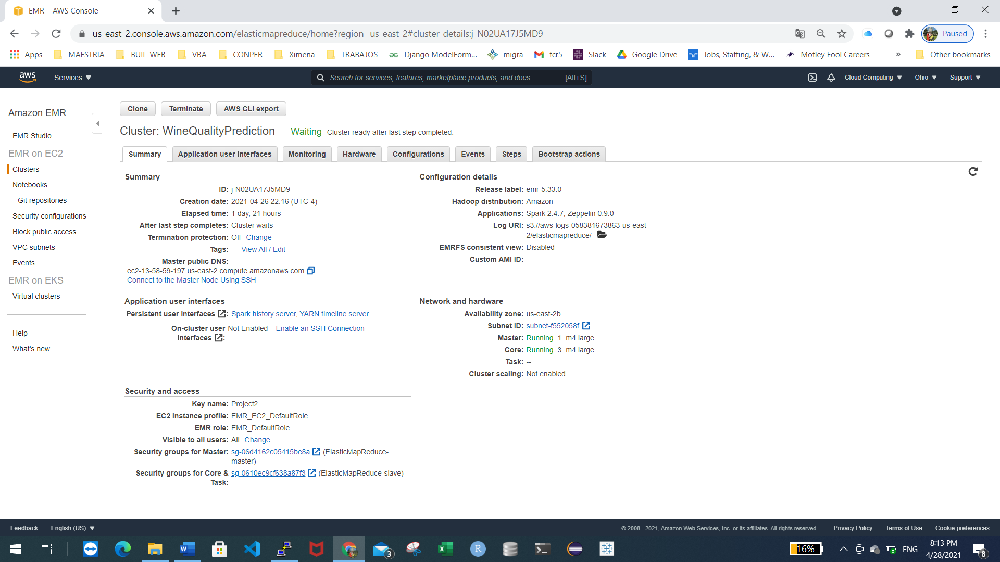 EMR – AWS Console
us-east-2.console.aws.amazon.com/elasticmapreduce/home?region=us-east-2#cluster-details:j-N02UA17J5MD9
Paused
Apps MAESTRIA BUIL_WEB VBA CONPER Ximena TRABAJOS Django ModelForm... migra fcr5 Slack Google Drive Jobs, Staffing, & W... Motley Fool Careers » Other bookmarks
aws Services Search for services, features, marketplace products, and docs [Alt+S] Cloud Computing Ohio Support
Amazon EMR
EMR Studio
EMR on EC2
Clusters
Notebooks
Git repositories
Security configurations
Block public access
VPC subnets
Events
EMR on EKS
Virtual clusters
Help
What's new
Clone Terminate AWS CLI export
Cluster: WineQualityPrediction Waiting Cluster ready after last step completed.
Summary Application user interfaces Monitoring Hardware Configurations Events Steps Bootstrap actions
Summary
ID: j-N02UA17J5MD9
Creation date: 2021-04-26 22:16 (UTC-4)
Elapsed time: 1 day, 21 hours
After last step completes: Cluster waits
Termination protection: Off Change
Tags: -- View All / Edit
Master public DNS:
ec2-13-58-59-197.us-east-2.compute.amazonaws.com
Connect to the Master Node Using SSH
Configuration details
Release label: emr-5.33.0
Hadoop distribution: Amazon
Applications: Spark 2.4.7, Zeppelin 0.9.0
Log URI: s3://aws-logs-058381673863-us-east-
2/elasticmapreduce/
EMRFS consistent view: Disabled
Custom AMI ID: --
Application user interfaces
Persistent user interfaces : Spark history server, YARN timeline server
On-cluster user Not Enabled Enable an SSH Connection
interfaces :
Network and hardware
Availability zone: us-east-2b
Subnet ID: subnet-f552058f
Master: Running 1 m4.large
Core: Running 3 m4.large
Task: --
Cluster scaling: Not enabled
Security and access
Key name: Project2
EC2 instance profile: EMR_EC2_DefaultRole
EMR role: EMR_DefaultRole
Visible to all users: All Change
Security groups for Master: sg-06d4162c05415be8a (ElasticMapReduce-
master)
Security groups for Core & sg-0610ec9cf638a87f3 (ElasticMapReduce-slave)
Task:
Feedback English (US) © 2008 - 2021, Amazon Web Services, Inc. or its affiliates. All rights reserved. Privacy Policy Terms of Use Cookie preferences
W 3 R 16% ENG 8:13 PM
4/28/2021 8